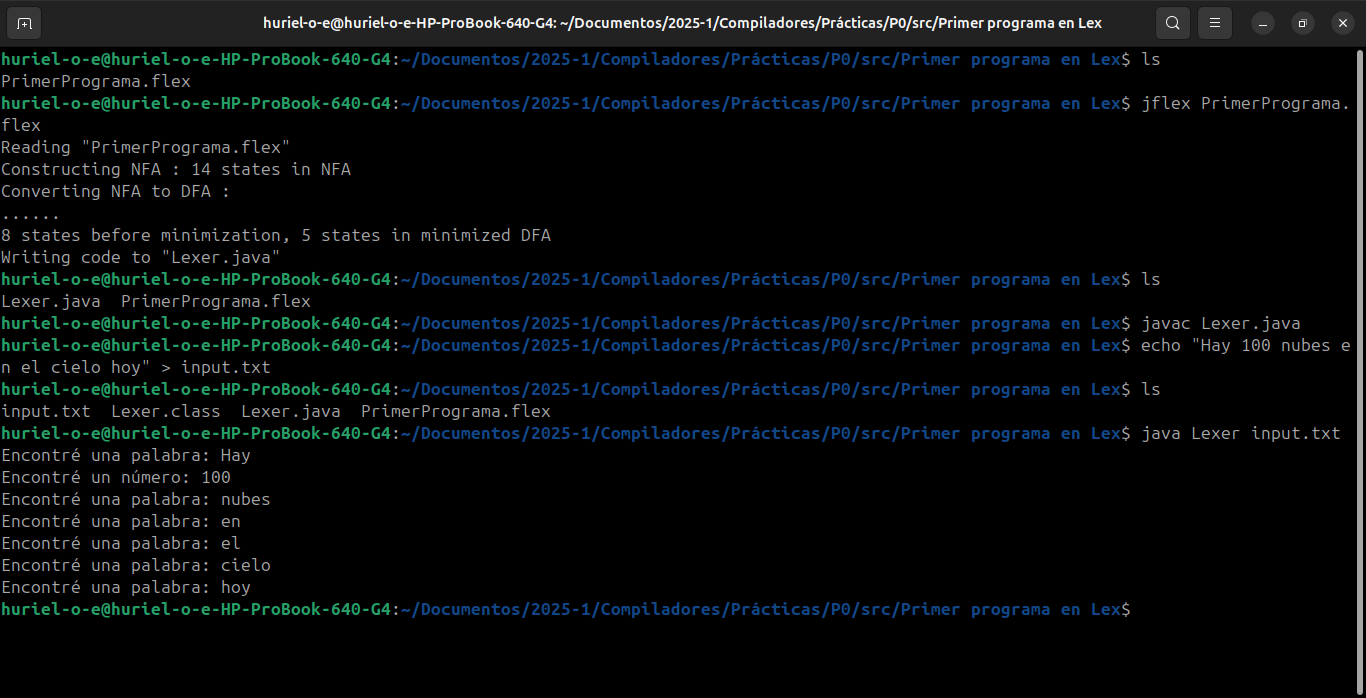 huriel-o-e@huriel-o-e-HP-ProBook-640-G4: ~/Documentos/2025-1/Compiladores/Prácticas/P0/src/Primer programa en Lex
huriel-o-e@huriel-o-e-HP-ProBook-640-G4:~/Documentos/2025-1/Compiladores/Prácticas/P0/src/Primer programa en Lex$ ls
PrimerPrograma.flex
huriel-o-e@huriel-o-e-HP-ProBook-640-G4:~/Documentos/2025-1/Compiladores/Prácticas/P0/src/Primer programa en Lex$ jflex PrimerPrograma.
flex
Reading "PrimerPrograma.flex"
Constructing NFA : 14 states in NFA
Converting NFA to DFA :
......
8 states before minimization, 5 states in minimized DFA
Writing code to "Lexer.java"
huriel-o-e@huriel-o-e-HP-ProBook-640-G4:~/Documentos/2025-1/Compiladores/Prácticas/P0/src/Primer programa en Lex$ ls
Lexer.java  PrimerPrograma.flex
huriel-o-e@huriel-o-e-HP-ProBook-640-G4:~/Documentos/2025-1/Compiladores/Prácticas/P0/src/Primer programa en Lex$ javac Lexer.java
huriel-o-e@huriel-o-e-HP-ProBook-640-G4:~/Documentos/2025-1/Compiladores/Prácticas/P0/src/Primer programa en Lex$ echo "Hay 100 nubes e
n el cielo hoy" > input.txt
huriel-o-e@huriel-o-e-HP-ProBook-640-G4:~/Documentos/2025-1/Compiladores/Prácticas/P0/src/Primer programa en Lex$ ls
input.txt  Lexer.class  Lexer.java  PrimerPrograma.flex
huriel-o-e@huriel-o-e-HP-ProBook-640-G4:~/Documentos/2025-1/Compiladores/Prácticas/P0/src/Primer programa en Lex$ java Lexer input.txt
Encontré una palabra: Hay
Encontré un número: 100
Encontré una palabra: nubes
Encontré una palabra: en
Encontré una palabra: el
Encontré una palabra: cielo
Encontré una palabra: hoy
huriel-o-e@huriel-o-e-HP-ProBook-640-G4:~/Documentos/2025-1/Compiladores/Prácticas/P0/src/Primer programa en Lex$